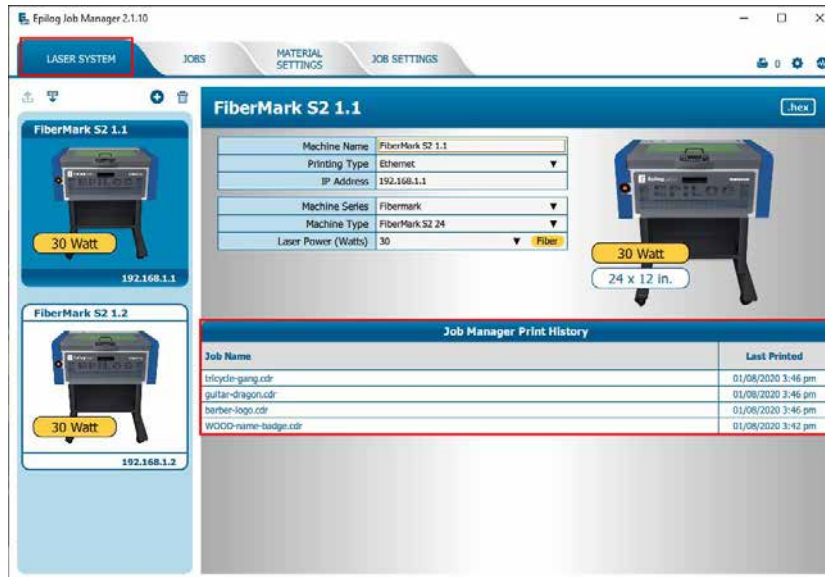 Epilog Job Manager 2.1.10
LASER SYSTEM
JOBS
MATERIAL
SETTINGS
JOB SETTINGS
0
FiberMark S2 1.1
30 Watt
192.168.1.1
FiberMark S2 1.2
30 Watt
192.168.1.2
FiberMark S2 1.1
.hex
Machine Name FiberMark S2 1.1
Printing Type Ethernet
IP Address 192.168.1.1
Machine Series Fibermark
Machine Type FiberMark S2 24
Laser Power (Watts) 30 Fiber
30 Watt
24 x 12 in.
Job Manager Print History
Job Name Last Printed
tricycle-gang.cdr 01/08/2020 3:46 pm
guitar-dragon.cdr 01/08/2020 3:46 pm
barber-logo.cdr 01/08/2020 3:46 pm
WOOD-name-badge.cdr 01/08/2020 3:42 pm